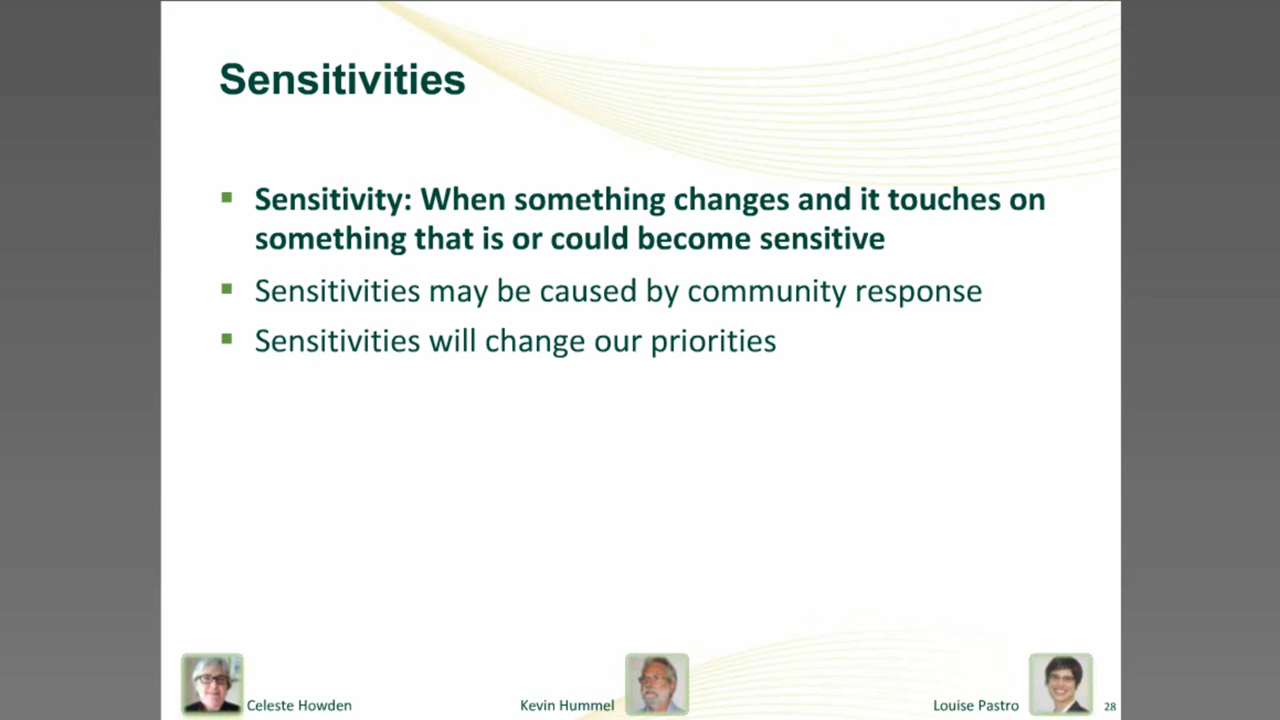 Sensitivities
Sensitivity: When something changes and it touches on
something that is or could become sensitive
Sensitivities may be caused by community response
Sensitivities will change our priorities
Celeste Howden
Kevin Hummel
Louise Pastro
28